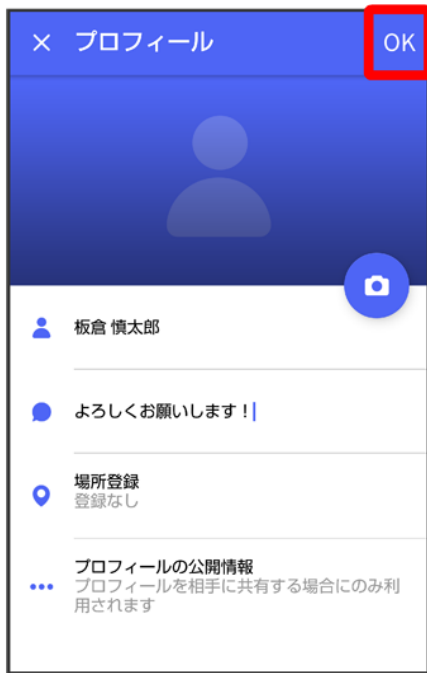 × プロフィール OK
板倉 慎太郎
よろしくお願いします！
場所登録
登録なし
プロフィールの公開情報
プロフィールを相手に共有する場合にのみ利
用されます